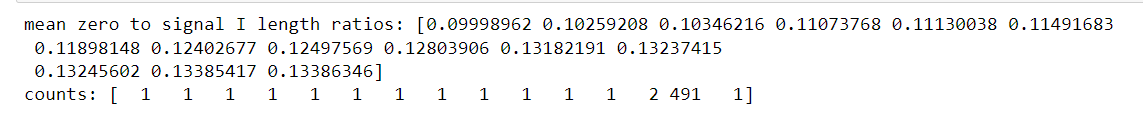 mean zero to signal I length ratios: [0.09998962 0.10259208 0.10346216 0.11073768 0.11130038 0.11491683
0.11898148 0.12402677 0.12497569 0.12803906 0.13182191 0.13237415
0.13245602 0.13385417 0.13386346]
counts: [  1   1   1   1   1   1   1   1   1   1   1   1   2 491   1]